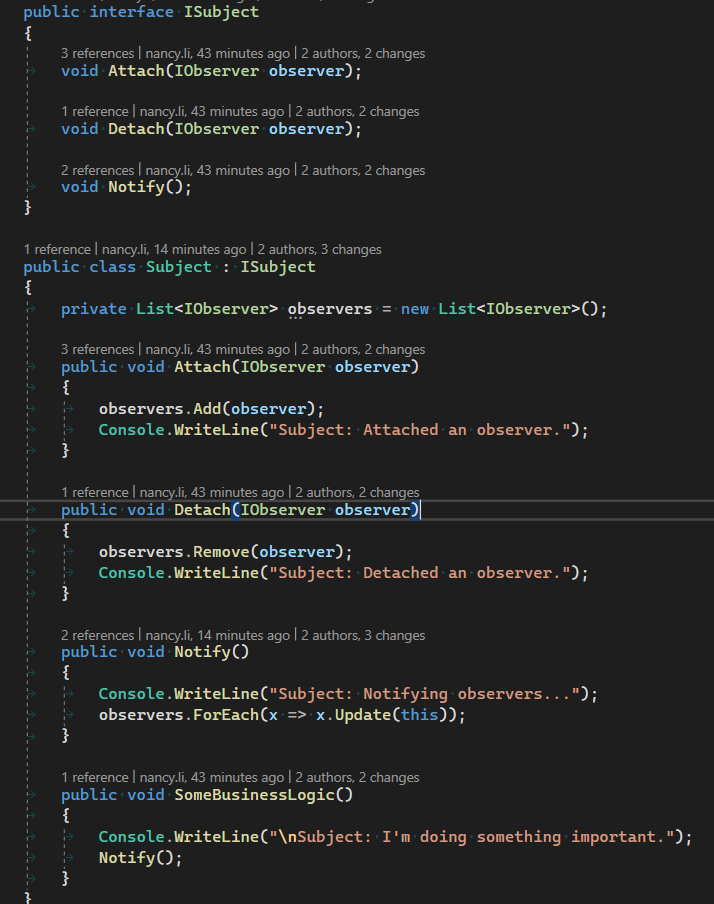 public interface ISubject
{
3 references | nancy.li, 43 minutes ago | 2 authors, 2 changes
void Attach(IObserver observer);
1 reference | nancy.li, 43 minutes ago | 2 authors, 2 changes
void Detach(IObserver observer);
2 references | nancy.li, 43 minutes ago | 2 authors, 2 changes
void Notify();
}
1 reference | nancy.li, 14 minutes ago | 2 authors, 3 changes
public class Subject : ISubject
{
private List<IObserver> observers = new List<IObserver>();
3 references | nancy.li, 43 minutes ago | 2 authors, 2 changes
public void Attach(IObserver observer)
{
observers.Add(observer);
Console.WriteLine("Subject: Attached an observer.");
}
1 reference | nancy.li, 43 minutes ago | 2 authors, 2 changes
public void Detach(IObserver observer)
{
observers.Remove(observer);
Console.WriteLine("Subject: Detached an observer.");
}
2 references | nancy.li, 14 minutes ago | 2 authors, 3 changes
public void Notify()
{
Console.WriteLine("Subject: Notifying observers...");
observers.ForEach(x => x.Update(this));
}
1 reference | nancy.li, 43 minutes ago | 2 authors, 2 changes
public void SomeBusinessLogic()
{
Console.WriteLine("\nSubject: I'm doing something important.");
Notify();
}
}